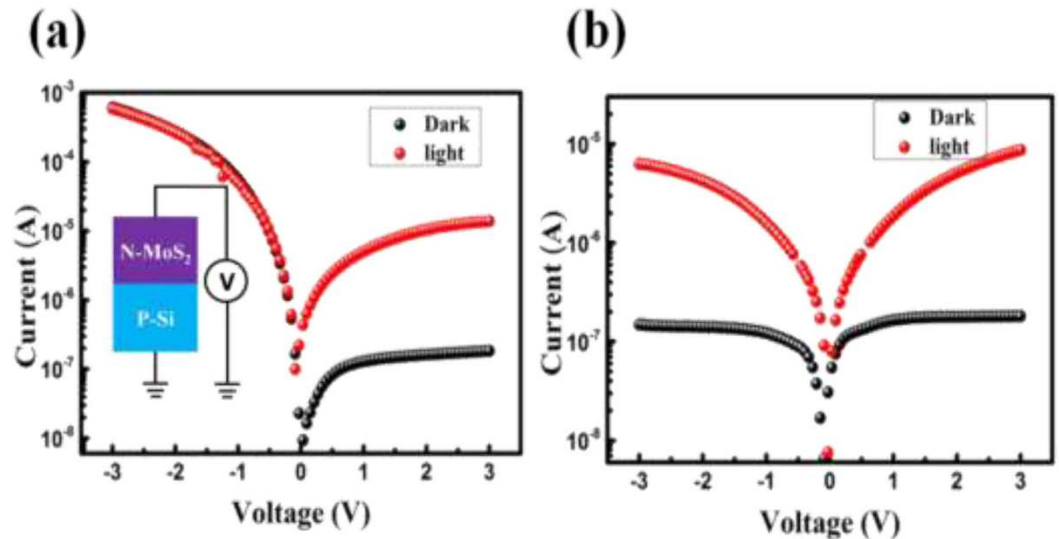 (a)
10⁻³
10⁻⁴
10⁻⁵
10⁻⁶
10⁻⁷
10⁻⁸
Current (A)
Dark
light
N-MoS₂
P-Si
V
-3 -2 -1 0 1 2 3
Voltage (V)
(b)
10⁻⁵
10⁻⁶
10⁻⁷
10⁻⁸
Current (A)
Dark
light
-3 -2 -1 0 1 2 3
Voltage (V)